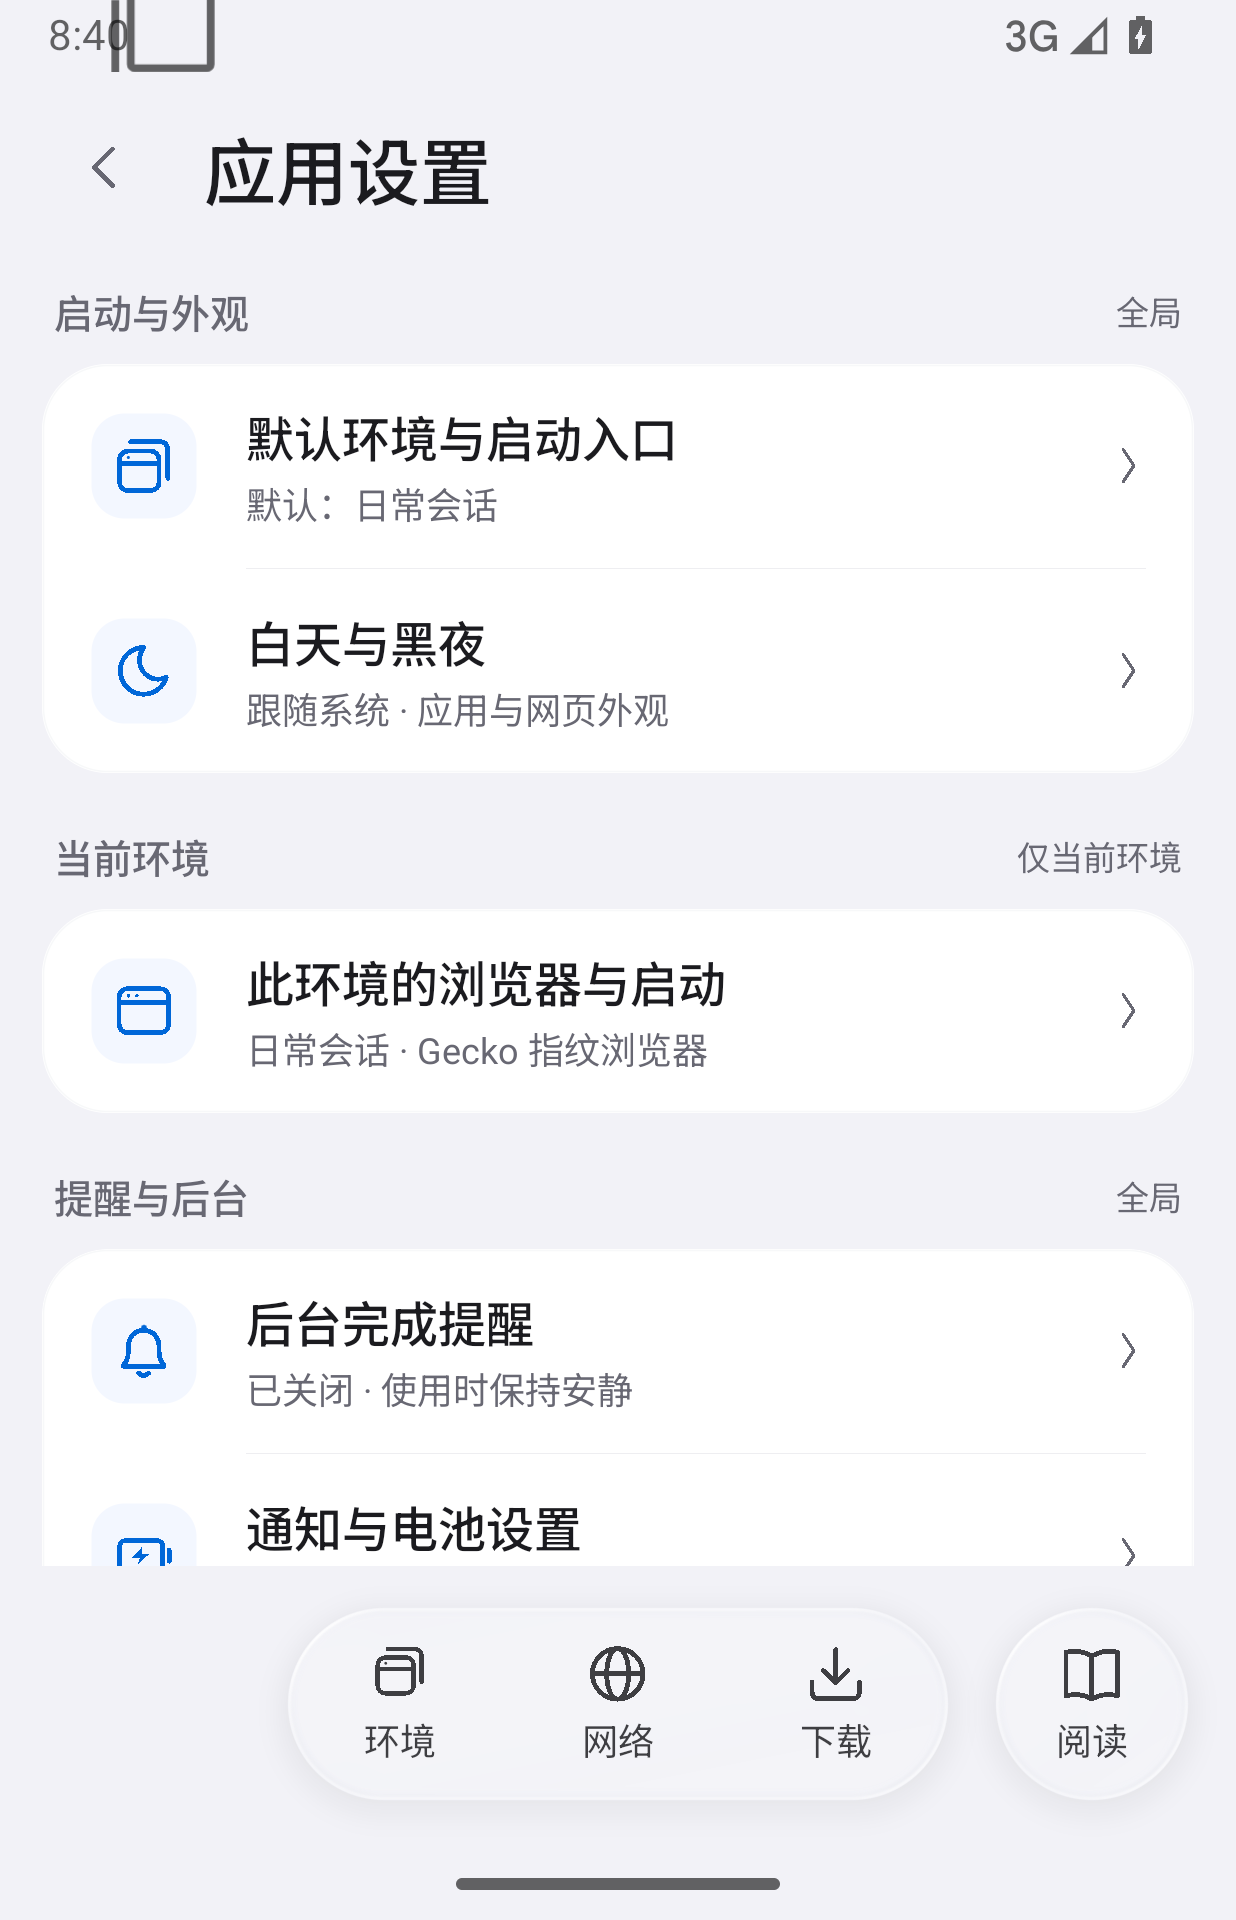 8:40
3G
应用设置
启动与外观
全局
默认环境与启动入口
默认：日常会话
白天与黑夜
跟随系统 · 应用与网页外观
当前环境
仅当前环境
此环境的浏览器与启动
日常会话 · Gecko 指纹浏览器
提醒与后台
全局
后台完成提醒
已关闭 · 使用时保持安静
通知与电池设置
环境
网络
下载
阅读